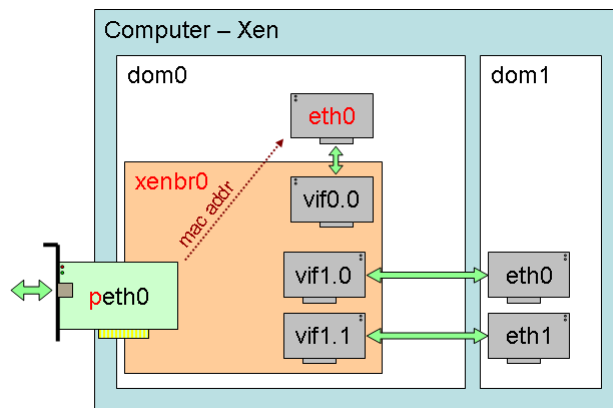 Computer – Xen
dom0
dom1
eth0
xenbr0
mac addr
vif0.0
peth0
vif1.0
eth0
vif1.1
eth1